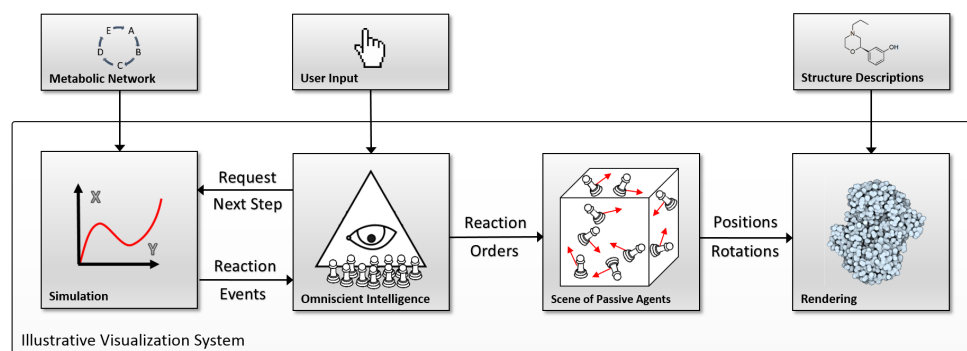 E A
D B
C
Metabolic Network
User Input
N
O
OH
Structure Descriptions
X
Y
Simulation
Request
Next Step
Reaction
Events
Omniscient Intelligence
Reaction
Orders
Scene of Passive Agents
Positions
Rotations
Rendering
Illustrative Visualization System